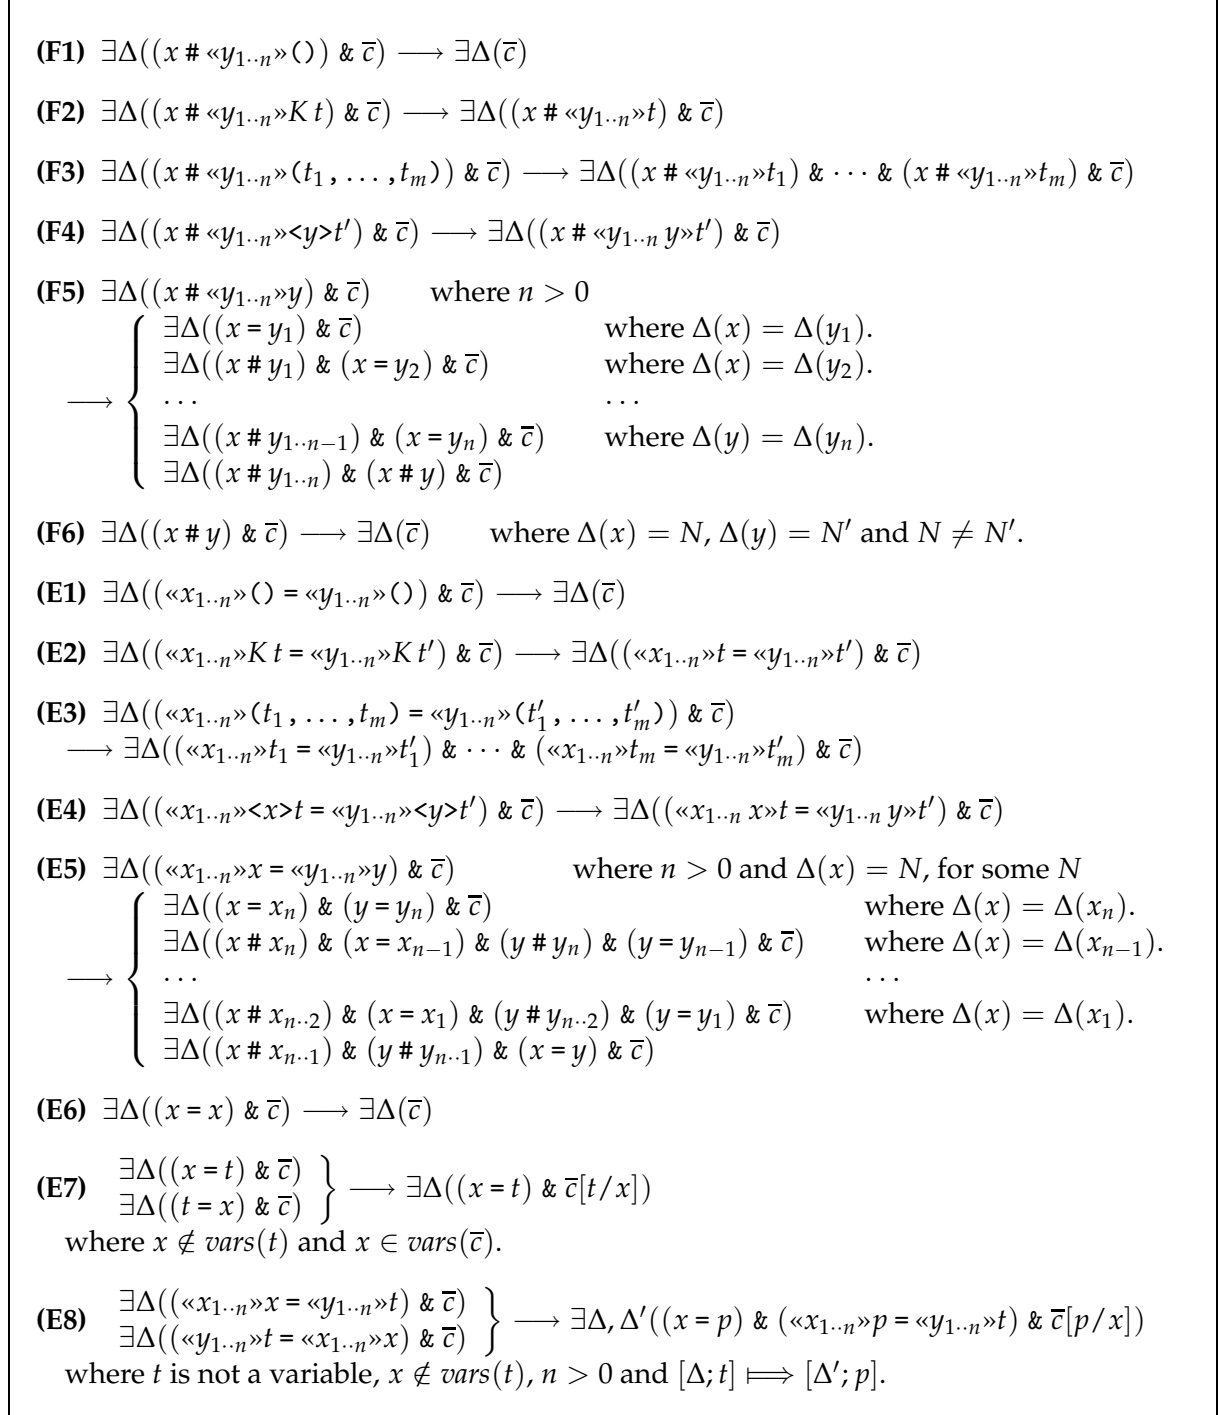 (F1) ∃Δ((x # «y₁..ₙ»()) & c̅) ⟶ ∃Δ(c̅)
(F2) ∃Δ((x # «y₁..ₙ»K t) & c̅) ⟶ ∃Δ((x # «y₁..ₙ»t) & c̅)
(F3) ∃Δ((x # «y₁..ₙ»(t₁, ...,tₘ)) & c̅) ⟶ ∃Δ((x # «y₁..ₙ»t₁) & ··· & (x # «y₁..ₙ»tₘ) & c̅)
(F4) ∃Δ((x # «y₁..ₙ»<y>t′) & c̅) ⟶ ∃Δ((x # «y₁..ₙ y»t′) & c̅)
(F5) ∃Δ((x # «y₁..ₙ»y) & c̅) where n > 0
∃Δ((x = y₁) & c̅) where Δ(x) = Δ(y₁).
∃Δ((x # y₁) & (x = y₂) & c̅) where Δ(x) = Δ(y₂).
⟶ { ··· ···
∃Δ((x # y₁..ₙ₋₁) & (x = yₙ) & c̅) where Δ(y) = Δ(yₙ).
∃Δ((x # y₁..ₙ) & (x # y) & c̅)
(F6) ∃Δ((x # y) & c̅) ⟶ ∃Δ(c̅) where Δ(x) = N, Δ(y) = N′ and N ≠ N′.
(E1) ∃Δ((«x₁..ₙ»() = «y₁..ₙ»()) & c̅) ⟶ ∃Δ(c̅)
(E2) ∃Δ((«x₁..ₙ»K t = «y₁..ₙ»K t′) & c̅) ⟶ ∃Δ((«x₁..ₙ»t = «y₁..ₙ»t′) & c̅)
(E3) ∃Δ((«x₁..ₙ»(t₁, ...,tₘ) = «y₁..ₙ»(t′₁, ...,t′ₘ)) & c̅)
⟶ ∃Δ((«x₁..ₙ»t₁ = «y₁..ₙ»t′₁) & ··· & («x₁..ₙ»tₘ = «y₁..ₙ»t′ₘ) & c̅)
(E4) ∃Δ((«x₁..ₙ»<x>t = «y₁..ₙ»<y>t′) & c̅) ⟶ ∃Δ((«x₁..ₙ x»t = «y₁..ₙ y»t′) & c̅)
(E5) ∃Δ((«x₁..ₙ»x = «y₁..ₙ»y) & c̅) where n > 0 and Δ(x) = N, for some N
∃Δ((x = xₙ) & (y = yₙ) & c̅) where Δ(x) = Δ(xₙ).
∃Δ((x # xₙ) & (x = xₙ₋₁) & (y # yₙ) & (y = yₙ₋₁) & c̅) where Δ(x) = Δ(xₙ₋₁).
⟶ { ··· ···
∃Δ((x # xₙ..₂) & (x = x₁) & (y # yₙ..₂) & (y = y₁) & c̅) where Δ(x) = Δ(x₁).
∃Δ((x # xₙ..₁) & (y # yₙ..₁) & (x = y) & c̅)
(E6) ∃Δ((x = x) & c̅) ⟶ ∃Δ(c̅)
∃Δ((x = t) & c̅)
(E7) } ⟶ ∃Δ((x = t) & c̅[t/x])
∃Δ((t = x) & c̅)
where x ∉ vars(t) and x ∈ vars(c̅).
∃Δ((«x₁..ₙ»x = «y₁..ₙ»t) & c̅)
(E8) } ⟶ ∃Δ, Δ′((x = p) & («x₁..ₙ»p = «y₁..ₙ»t) & c̅[p/x])
∃Δ((«y₁..ₙ»t = «x₁..ₙ»x) & c̅)
where t is not a variable, x ∉ vars(t), n > 0 and [Δ; t] ⟾ [Δ′; p].